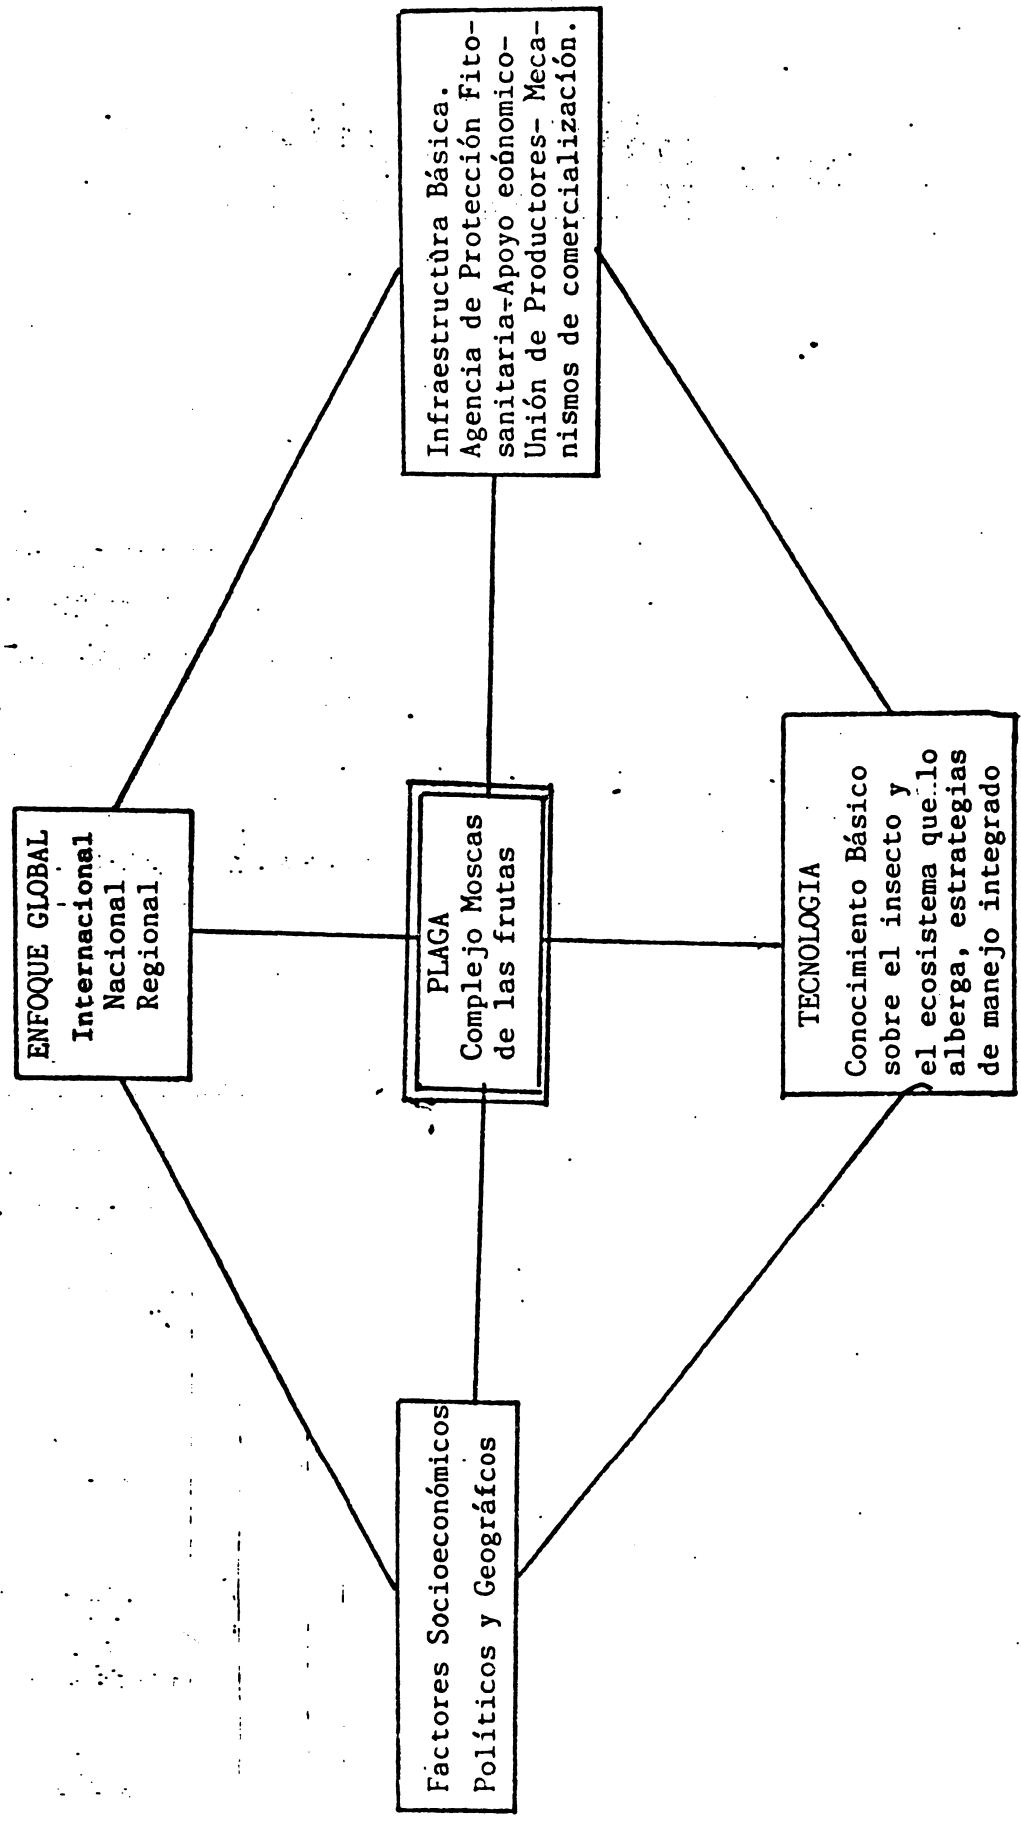 ENFOQUE GLOBAL
Internacional
Nacional
Regional
Factores Socioeconómicos
Políticos y Geográfcos
PLAGA
Complejo Moscas
de las frutas
Infraestructùra Básica.
Agencia de Protección Fito-
sanitaria-Apoyo eońnomico-
Unión de Productores- Meca-
nismos de comercialización.
TECNOLOGIA
Conocimiento Básico
sobre el insecto y
el ecosistema que lo
alberga, estrategias
de manejo integrado